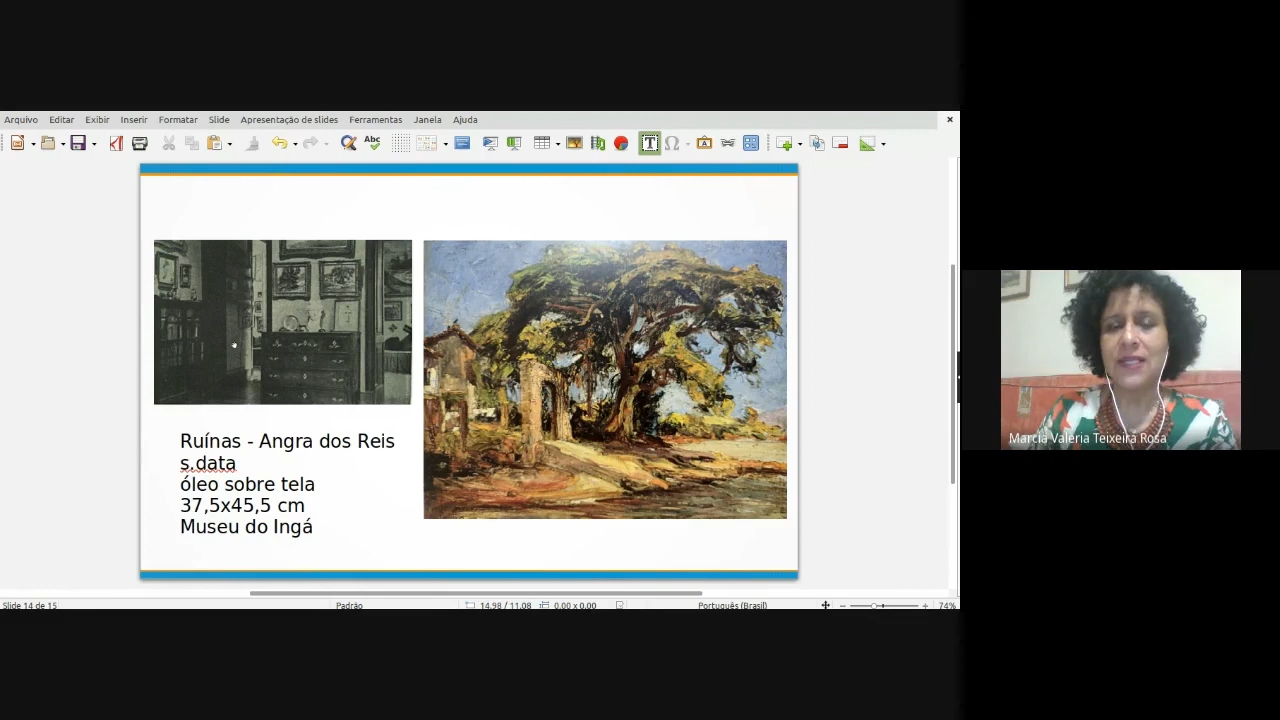 Arquivo Editar Exibir Inserir Formatar Slide Apresentação de slides Ferramentas Janela Ajuda
Abc
Ruínas - Angra dos Reis
s.data
óleo sobre tela
37,5x45,5 cm
Museu do Ingá
Marcia Valeria Teixeira Rosa
Slide 14 de 15 Padrão 14.98 / 11.08 0.00 x 0.00 Português (Brasil) 74%